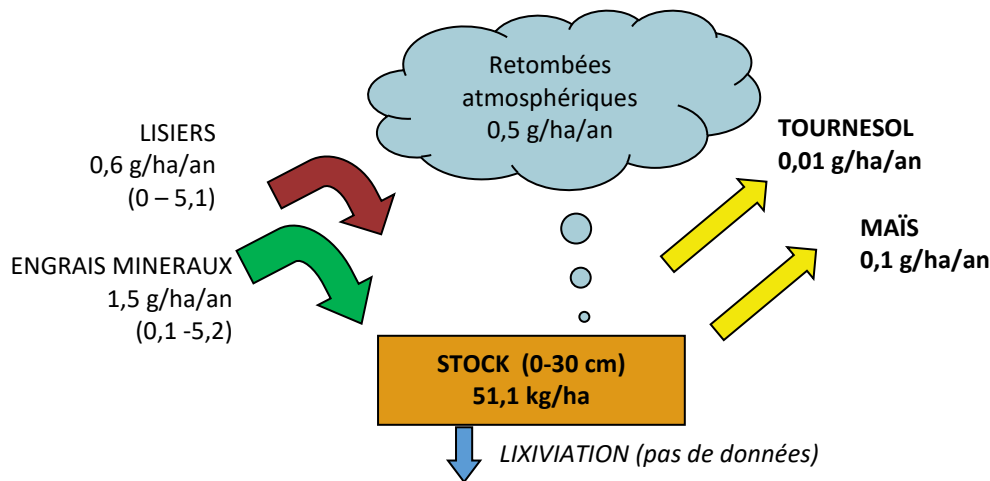 Retombées
atmosphériques
0,5 g/ha/an
LISIERS
0,6 g/ha/an
(0 – 5,1)
TOURNESOL
0,01 g/ha/an
MAÏS
0,1 g/ha/an
ENGRAIS MINERAUX
1,5 g/ha/an
(0,1 -5,2)
STOCK (0-30 cm)
51,1 kg/ha
LIXIVIATION (pas de données)